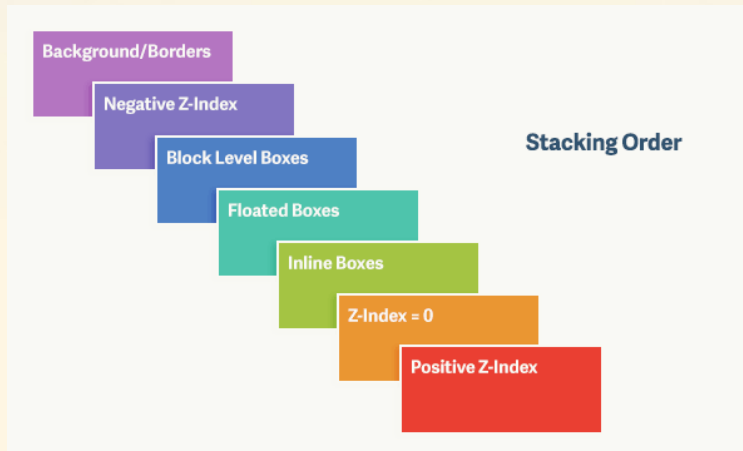 Background/Borders
Negative Z-Index
Stacking Order
Block Level Boxes
Floated Boxes
Inline Boxes
Z-Index = 0
Positive Z-Index